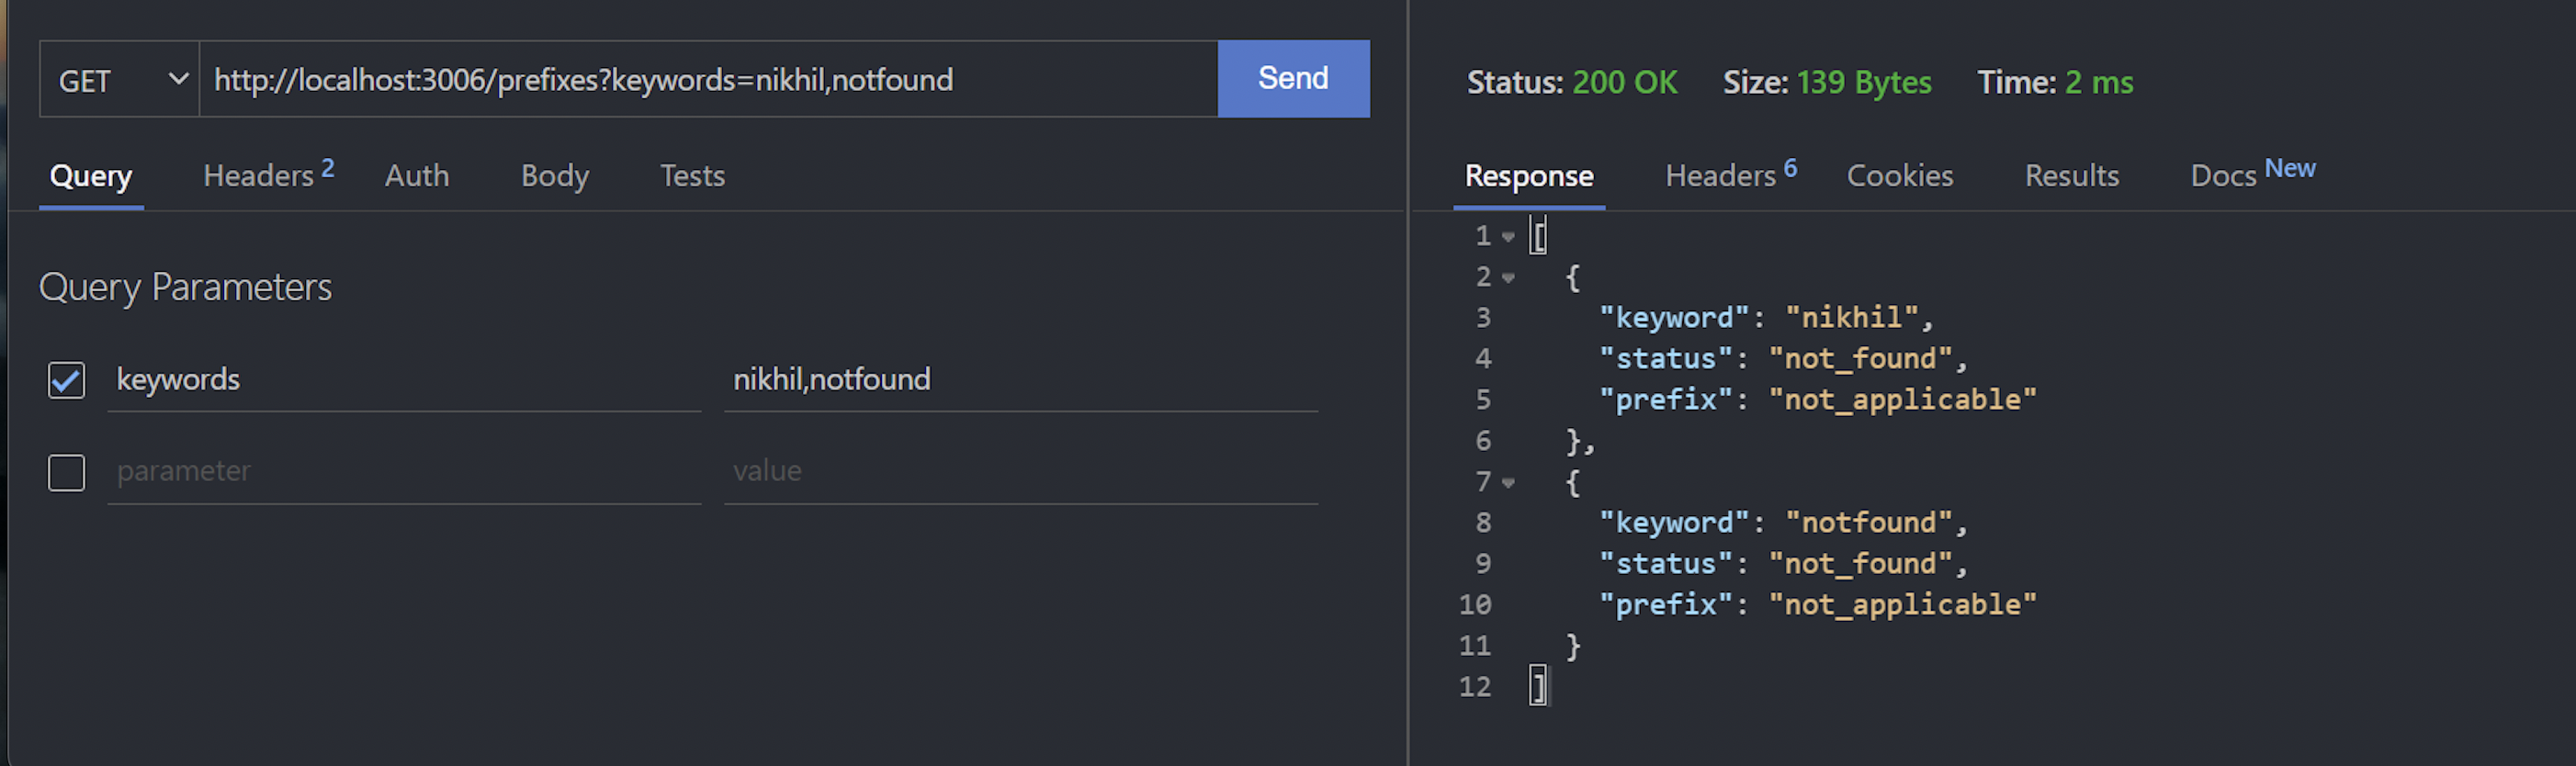 GET http://localhost:3006/prefixes?keywords=nikhil,notfound Send
Query Headers 2 Auth Body Tests
Query Parameters
keywords nikhil,notfound
parameter value
Status: 200 OK Size: 139 Bytes Time: 2 ms
Response Headers 6 Cookies Results Docs New
1 [
2 {
3 "keyword": "nikhil",
4 "status": "not_found",
5 "prefix": "not_applicable"
6 },
7 {
8 "keyword": "notfound",
9 "status": "not_found",
10 "prefix": "not_applicable"
11 }
12 ]